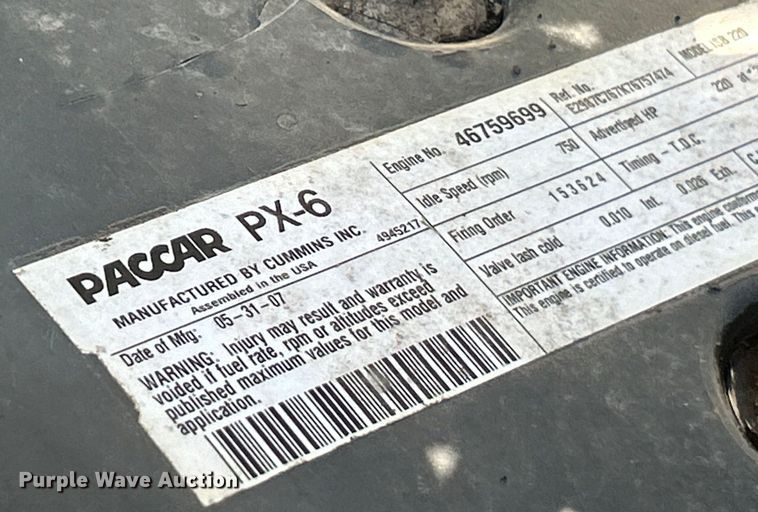 PACCAR PX-6
MANUFACTURED BY CUMMINS INC.
Assembled in the USA
4945217
Date of Mfg: 05-31-07
WARNING: Injury may result and warranty is
voided if fuel rate, rpm or altitudes exceed
published maximum values for this model and
application.
Engine No. 46759699
Idle Speed (rpm) 750
Firing Order 153624
Valve lash cold 0.010 Int. 0.026 Exh.
IMPORTANT ENGINE INFORMATION: This engine conforms
This engine is certified to operate on diesel fuel. This
Ref. No.
MODEL ISB 220
Advertised HP 220 at
Timing - T.D.C.
Purple Wave Auction